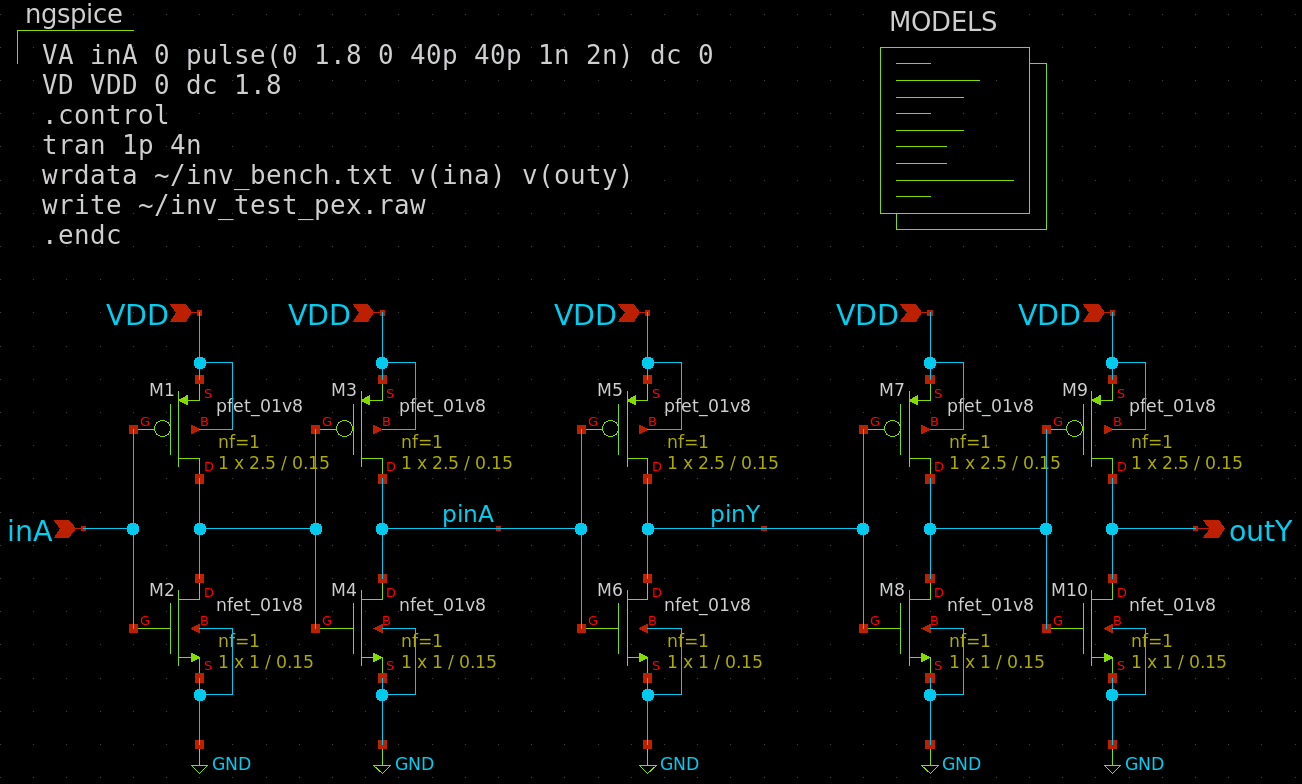 ngspice
MODELS
VA inA 0 pulse(0 1.8 0 40p 40p 1n 2n) dc 0
VD VDD 0 dc 1.8
.control
tran 1p 4n
wrdata ~/inv_bench.txt v(ina) v(outy)
write ~/inv_test_pex.raw
.endc
VDD VDD VDD VDD VDD
M1 S M3 S M5 S M7 S M9 S
pfet_01v8 pfet_01v8 pfet_01v8 pfet_01v8 pfet_01v8
G B G B G B G B G B
nf=1 nf=1 nf=1 nf=1 nf=1
1 x 2.5 / 0.15 1 x 2.5 / 0.15 1 x 2.5 / 0.15 1 x 2.5 / 0.15 1 x 2.5 / 0.15
D D D D D
pinA pinY
inA outY
M2 D M4 D M6 D M8 D M10 D
nfet_01v8 nfet_01v8 nfet_01v8 nfet_01v8 nfet_01v8
G B G B G B G B G B
nf=1 nf=1 nf=1 nf=1 nf=1
1 x 1 / 0.15 1 x 1 / 0.15 1 x 1 / 0.15 1 x 1 / 0.15 1 x 1 / 0.15
S S S S S
GND GND GND GND GND